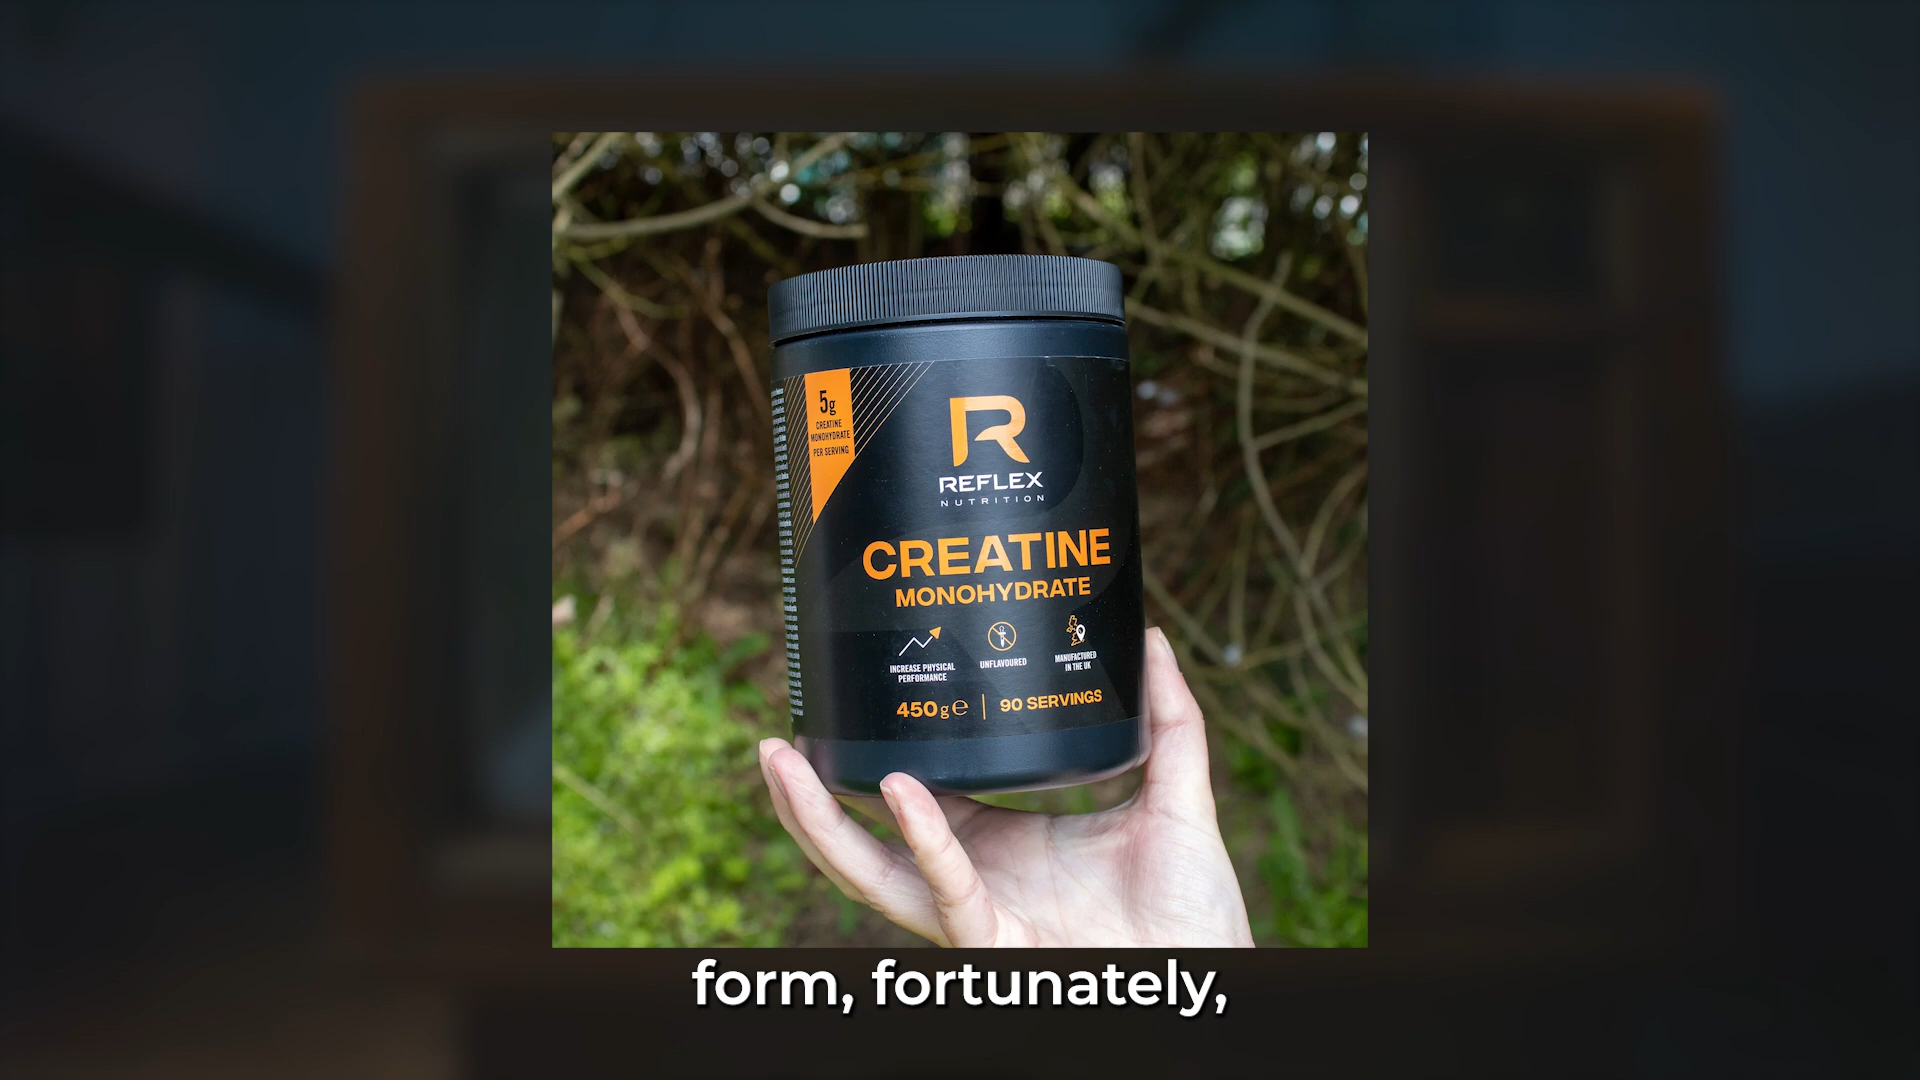 5g
CREATINE
MONOHYDRATE
PER SERVING
R
REFLEX
NUTRITION
CREATINE
MONOHYDRATE
INCREASE PHYSICAL
PERFORMANCE
UNFLAVOURED
MANUFACTURED
IN THE UK
450g℮ | 90 SERVINGS
form, fortunately,